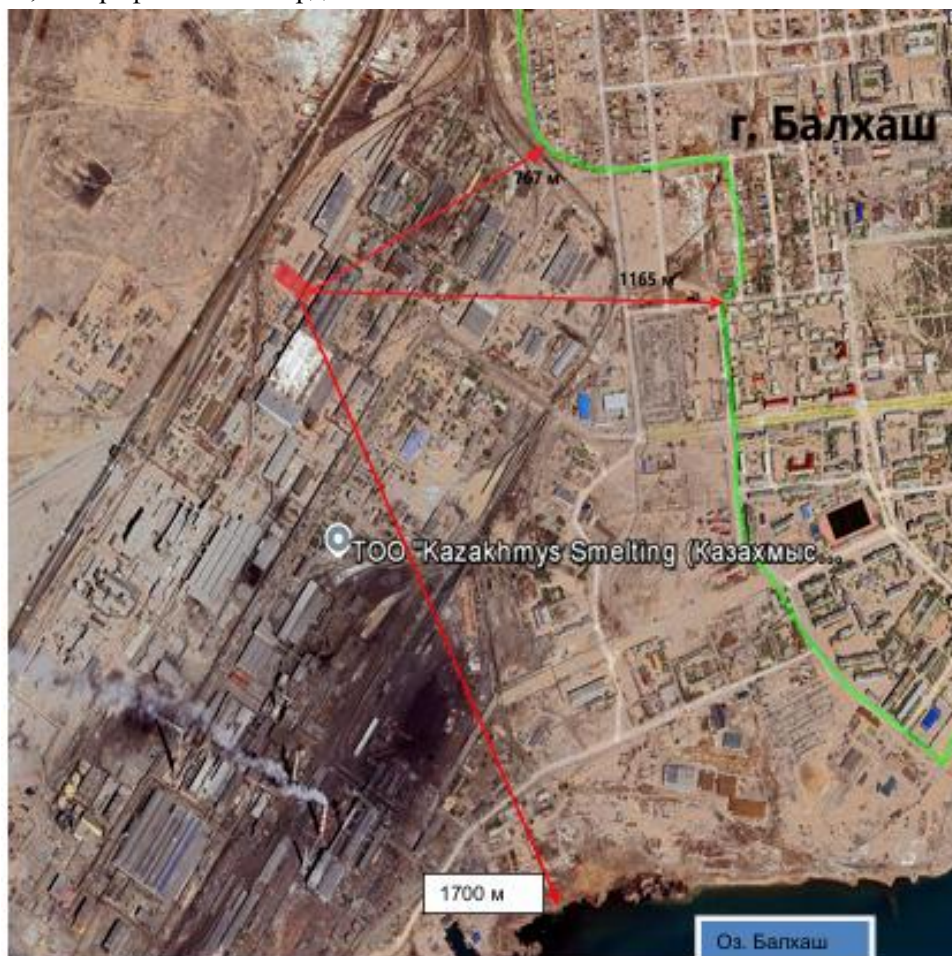 г. Балхаш
767 м
1165 м
ТОО "Kazakhmys Smelting (Казахмыс...
1700 м
Оз. Балхаш